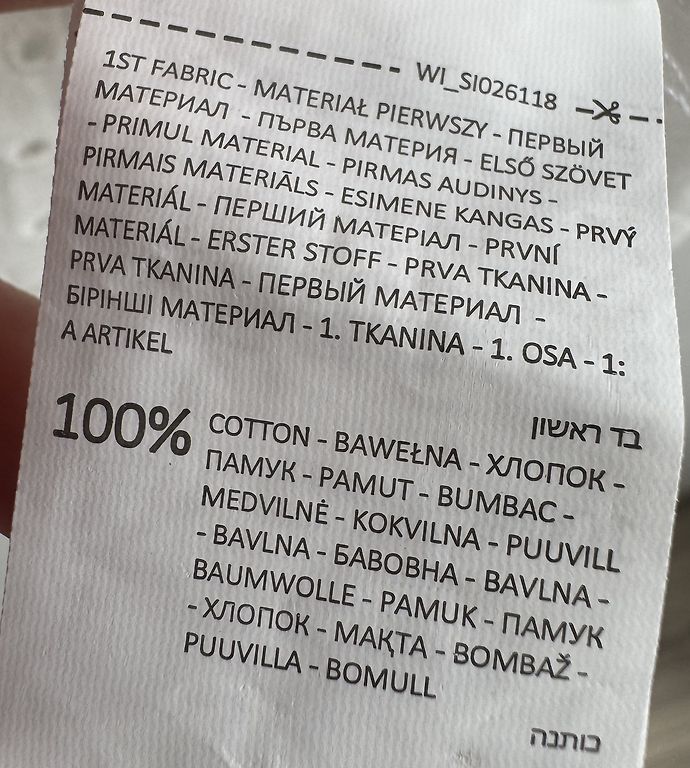 WI_SI026118
1ST FABRIC - MATERIAŁ PIERWSZY - ПЕРВЫЙ
МАТЕРИАЛ - ПЪРВА МАТЕРИЯ - ELSŐ SZÖVET
- PRIMUL MATERIAL - PIRMAS AUDINYS -
PIRMAIS MATERIĀLS - ESIMENE KANGAS - PRVÝ
MATERIÁL - ПЕРШИЙ МАТЕРІАЛ - PRVNÍ
MATERIÁL - ERSTER STOFF - PRVA TKANINA -
PRVA TKANINA - ПЕРВЫЙ МАТЕРИАЛ -
БІРІНШІ МАТЕРИАЛ - 1. TKANINA - 1. OSA - 1:
A ARTIKEL
בד ראשון
100% COTTON - BAWEŁNA - ХЛОПОК -
ПАМУК - PAMUT - BUMBAC -
MEDVILNĖ - KOKVILNA - PUUVILL
- BAVLNA - БАВОВНА - BAVLNA -
BAUMWOLLE - PAMUK - ПАМУК
- ХЛОПОК - МАҚТА - BOMBAŽ -
PUUVILLA - BOMULL
כותנה